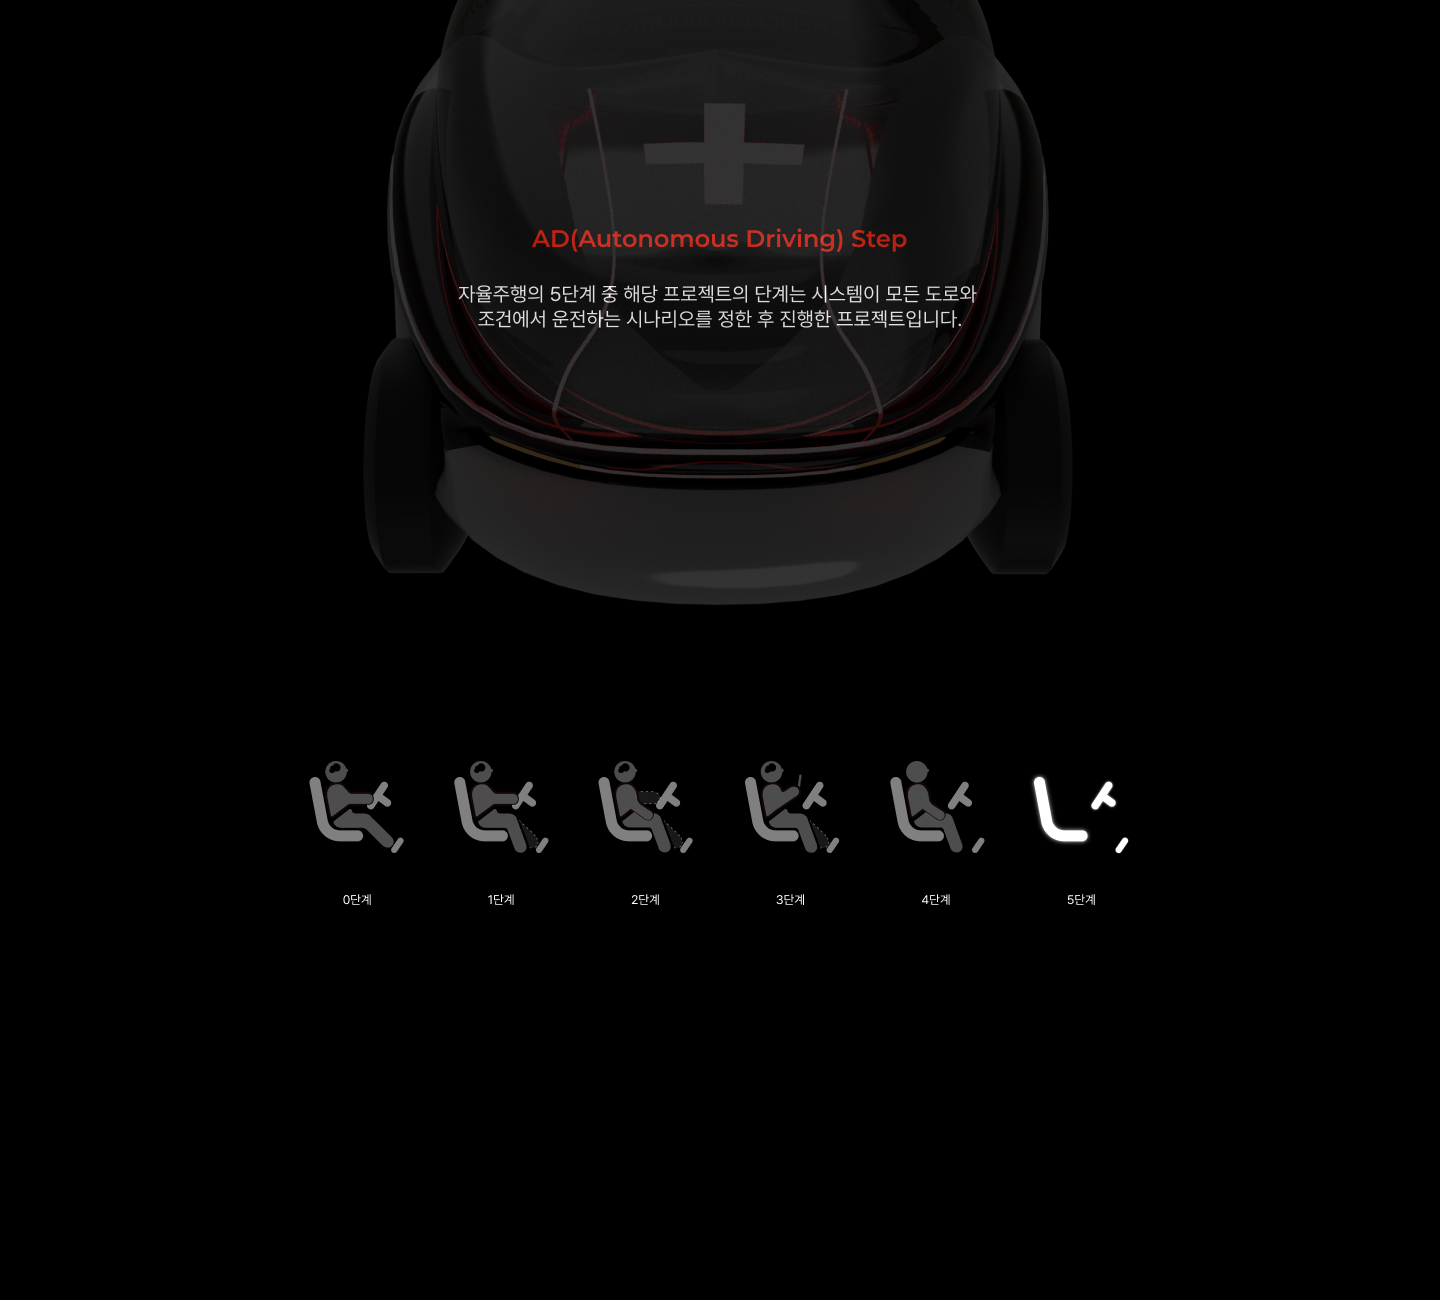 AD(Autonomous Driving) Step
자율주행의 5단계 중 해당 프로젝트의 단계는 시스템이 모든 도로와
조건에서 운전하는 시나리오를 정한 후 진행한 프로젝트입니다.
0단계 1단계 2단계 3단계 4단계 5단계